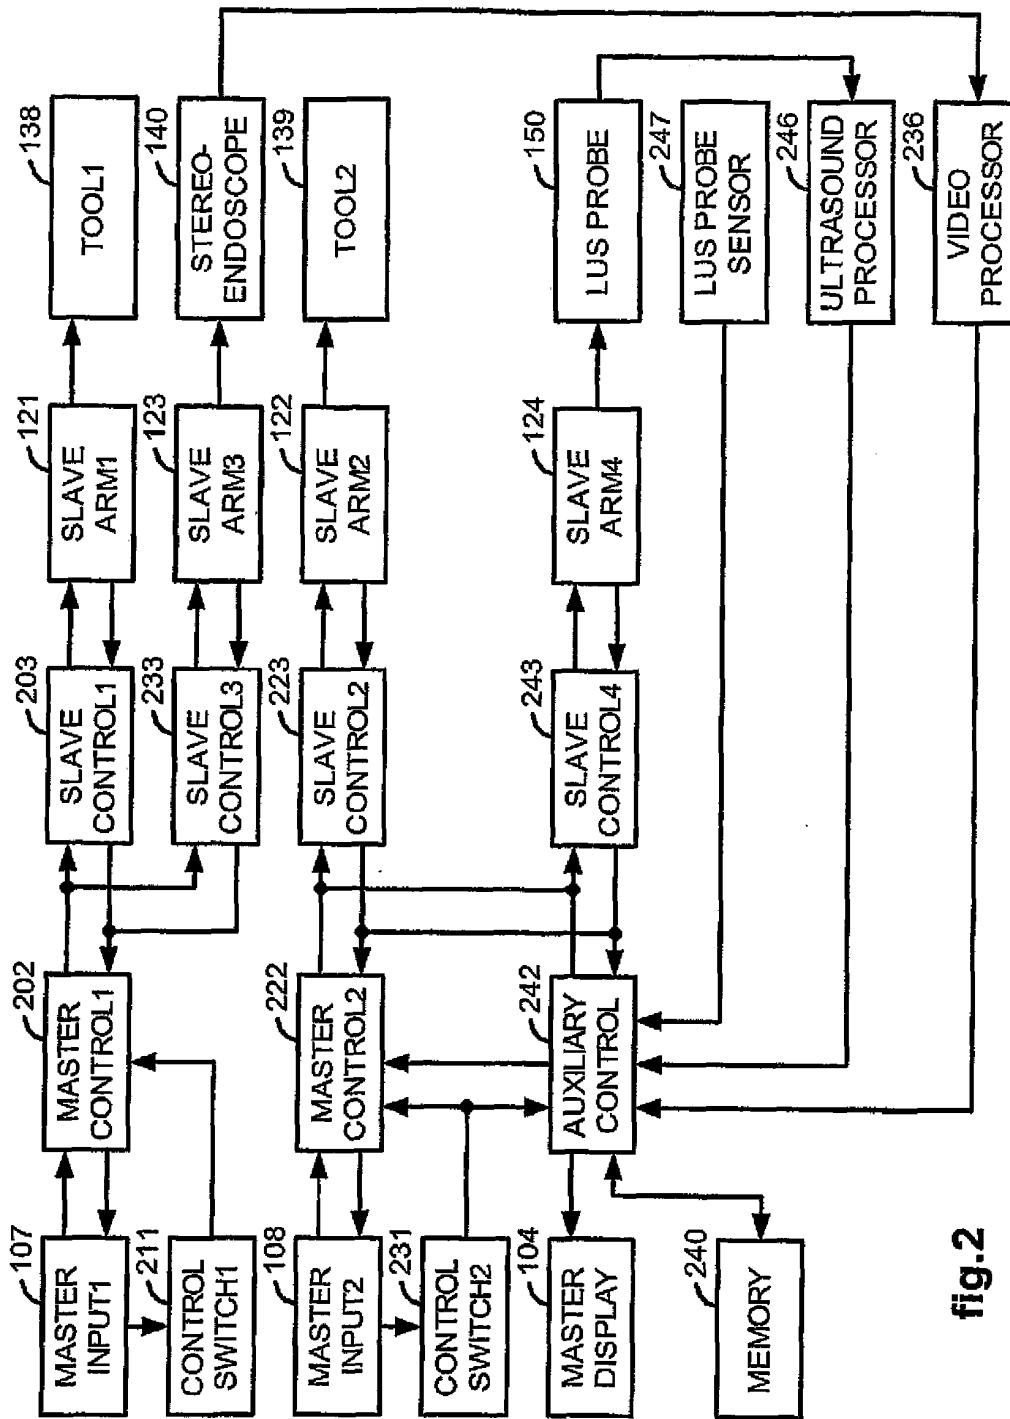 107
MASTER
INPUT1
202
MASTER
CONTROL1
203
SLAVE
CONTROL1
121
SLAVE
ARM1
138
TOOL1
211
CONTROL
SWITCH1
233
SLAVE
CONTROL3
123
SLAVE
ARM3
140
STEREO-
ENDOSCOPE
108
MASTER
INPUT2
222
MASTER
CONTROL2
223
SLAVE
CONTROL2
122
SLAVE
ARM2
139
TOOL2
231
CONTROL
SWITCH2
104
MASTER
DISPLAY
242
AUXILIARY
CONTROL
243
SLAVE
CONTROL4
124
SLAVE
ARM4
150
LUS PROBE
247
LUS PROBE
SENSOR
240
MEMORY
246
ULTRASOUND
PROCESSOR
236
VIDEO
PROCESSOR
fig.2